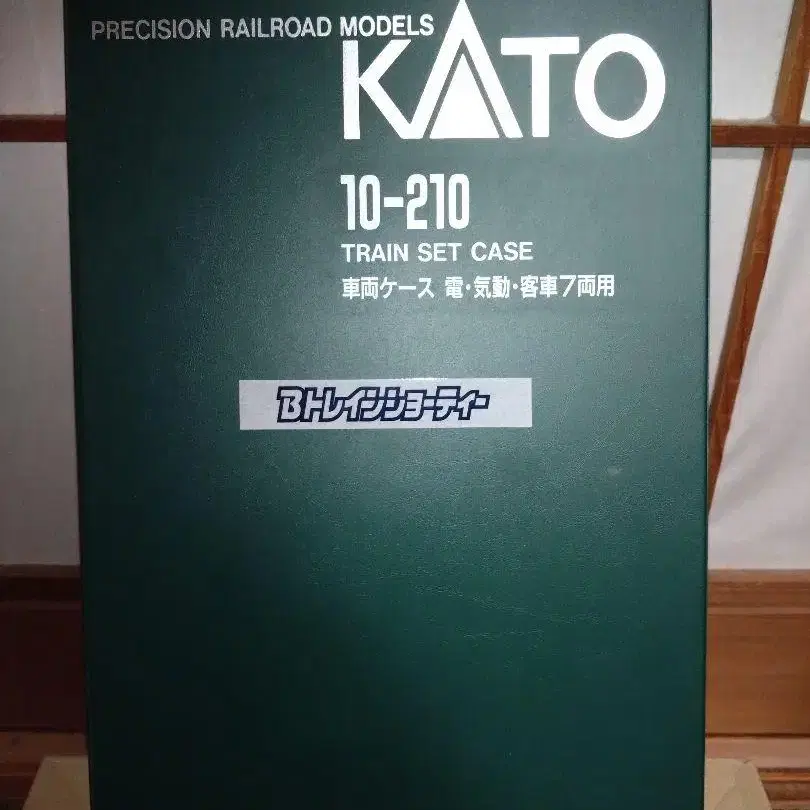 PRECISION RAILROAD MODELS
KATO
10-210
TRAIN SET CASE
車両ケース 電・気動・客車7両用
Bトレインショーティー